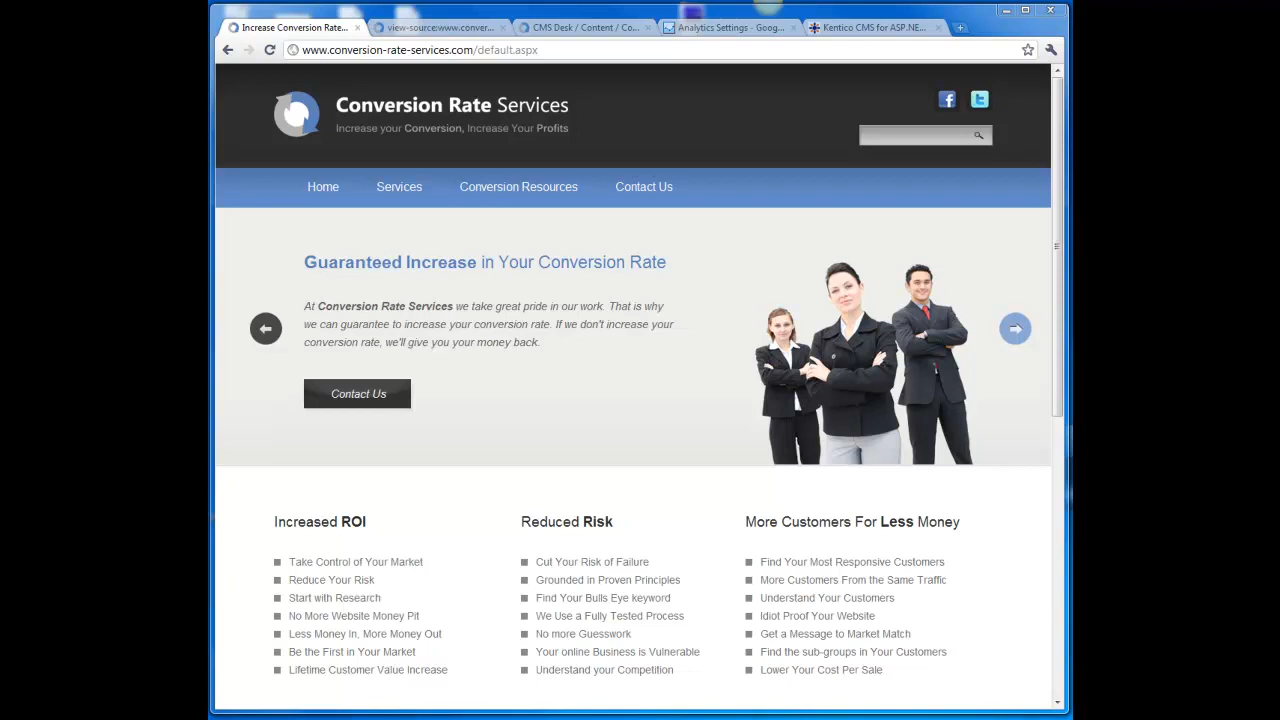 Increase Conversion Rate...
view-source:www.conver...
CMS Desk / Content / Co...
Analytics Settings - Goog...
Kentico CMS for ASP.NE...
www.conversion-rate-services.com/default.aspx
Conversion Rate Services
Increase your Conversion, Increase Your Profits
Home Services Conversion Resources Contact Us
Guaranteed Increase in Your Conversion Rate
At Conversion Rate Services we take great pride in our work. That is why
we can guarantee to increase your conversion rate. If we don't increase your
conversion rate, we'll give you your money back.
Contact Us
Increased ROI
Take Control of Your Market
Reduce Your Risk
Start with Research
No More Website Money Pit
Less Money In, More Money Out
Be the First in Your Market
Lifetime Customer Value Increase
Reduced Risk
Cut Your Risk of Failure
Grounded in Proven Principles
Find Your Bulls Eye keyword
We Use a Fully Tested Process
No more Guesswork
Your online Business is Vulnerable
Understand your Competition
More Customers For Less Money
Find Your Most Responsive Customers
More Customers From the Same Traffic
Understand Your Customers
Idiot Proof Your Website
Get a Message to Market Match
Find the sub-groups in Your Customers
Lower Your Cost Per Sale